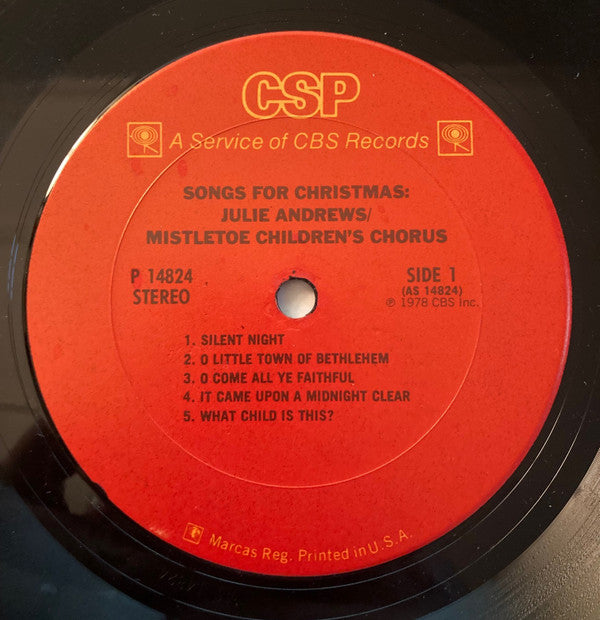 CSP
A Service of CBS Records
SONGS FOR CHRISTMAS:
JULIE ANDREWS/
MISTLETOE CHILDREN'S CHORUS
P 14824
STEREO
SIDE 1
(AS 14824)
℗ 1978 CBS Inc.
1. SILENT NIGHT
2. O LITTLE TOWN OF BETHLEHEM
3. O COME ALL YE FAITHFUL
4. IT CAME UPON A MIDNIGHT CLEAR
5. WHAT CHILD IS THIS?
Marcas Reg. Printed in U.S.A.